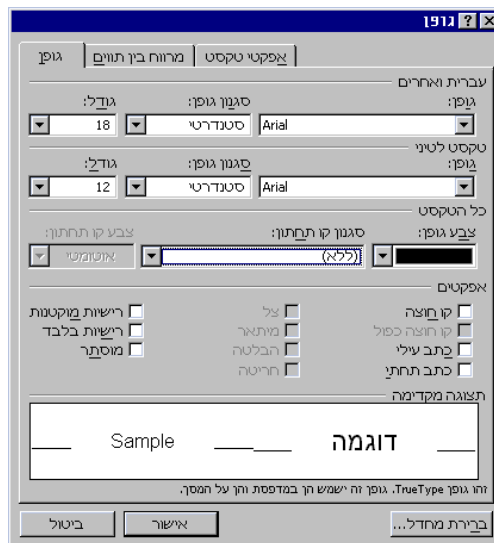 גופן
גופן מרווח בין תווים אפקטי טקסט
עברית ואחרים
גופן: סגנון גופן: גודל:
Arial סטנדרטי 18
טקסט לטיני
גופן: סגנון גופן: גודל:
Arial סטנדרטי 12
כל הטקסט
צבע גופן: סגנון קו תחתון: צבע קו תחתון:
(ללא) אוטומטי
אפקטים
קו חוצה צל רישיות מוקטנות
קו חוצה כפול מיתאר רישיות בלבד
כתב עילי הבלטה מוסתר
כתב תחתי חריטה
תצוגה מקדימה
דוגמה Sample
זהו גופן TrueType. גופן זה ישמש הן במדפסת והן על המסך.
ברירת מחדל... אישור ביטול